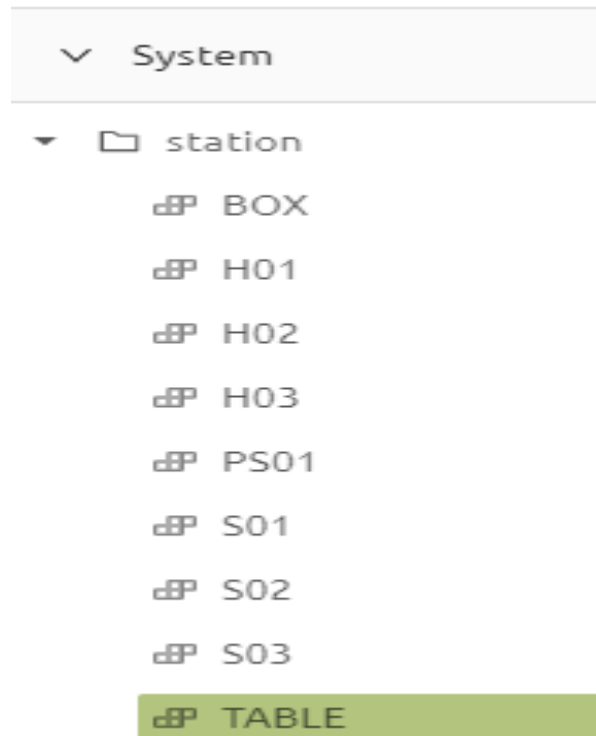 System
station
BOX
H01
H02
H03
PS01
S01
S02
S03
TABLE